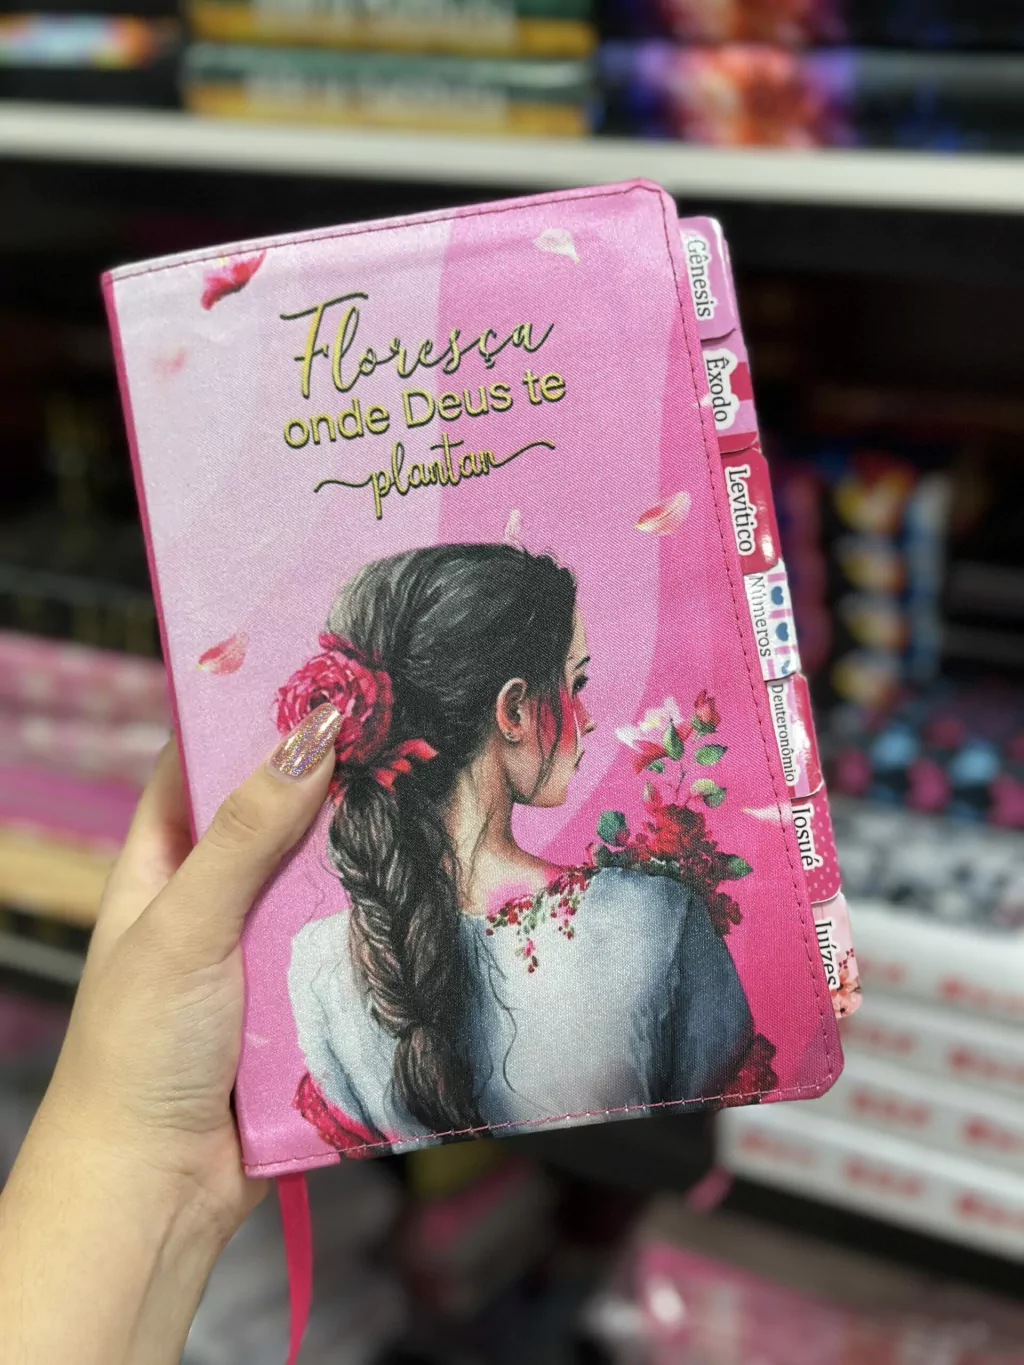 Floresça
onde Deus te
plantar
Gênesis
Êxodo
Levítico
Números
Deuteronômio
Josué
Juízes